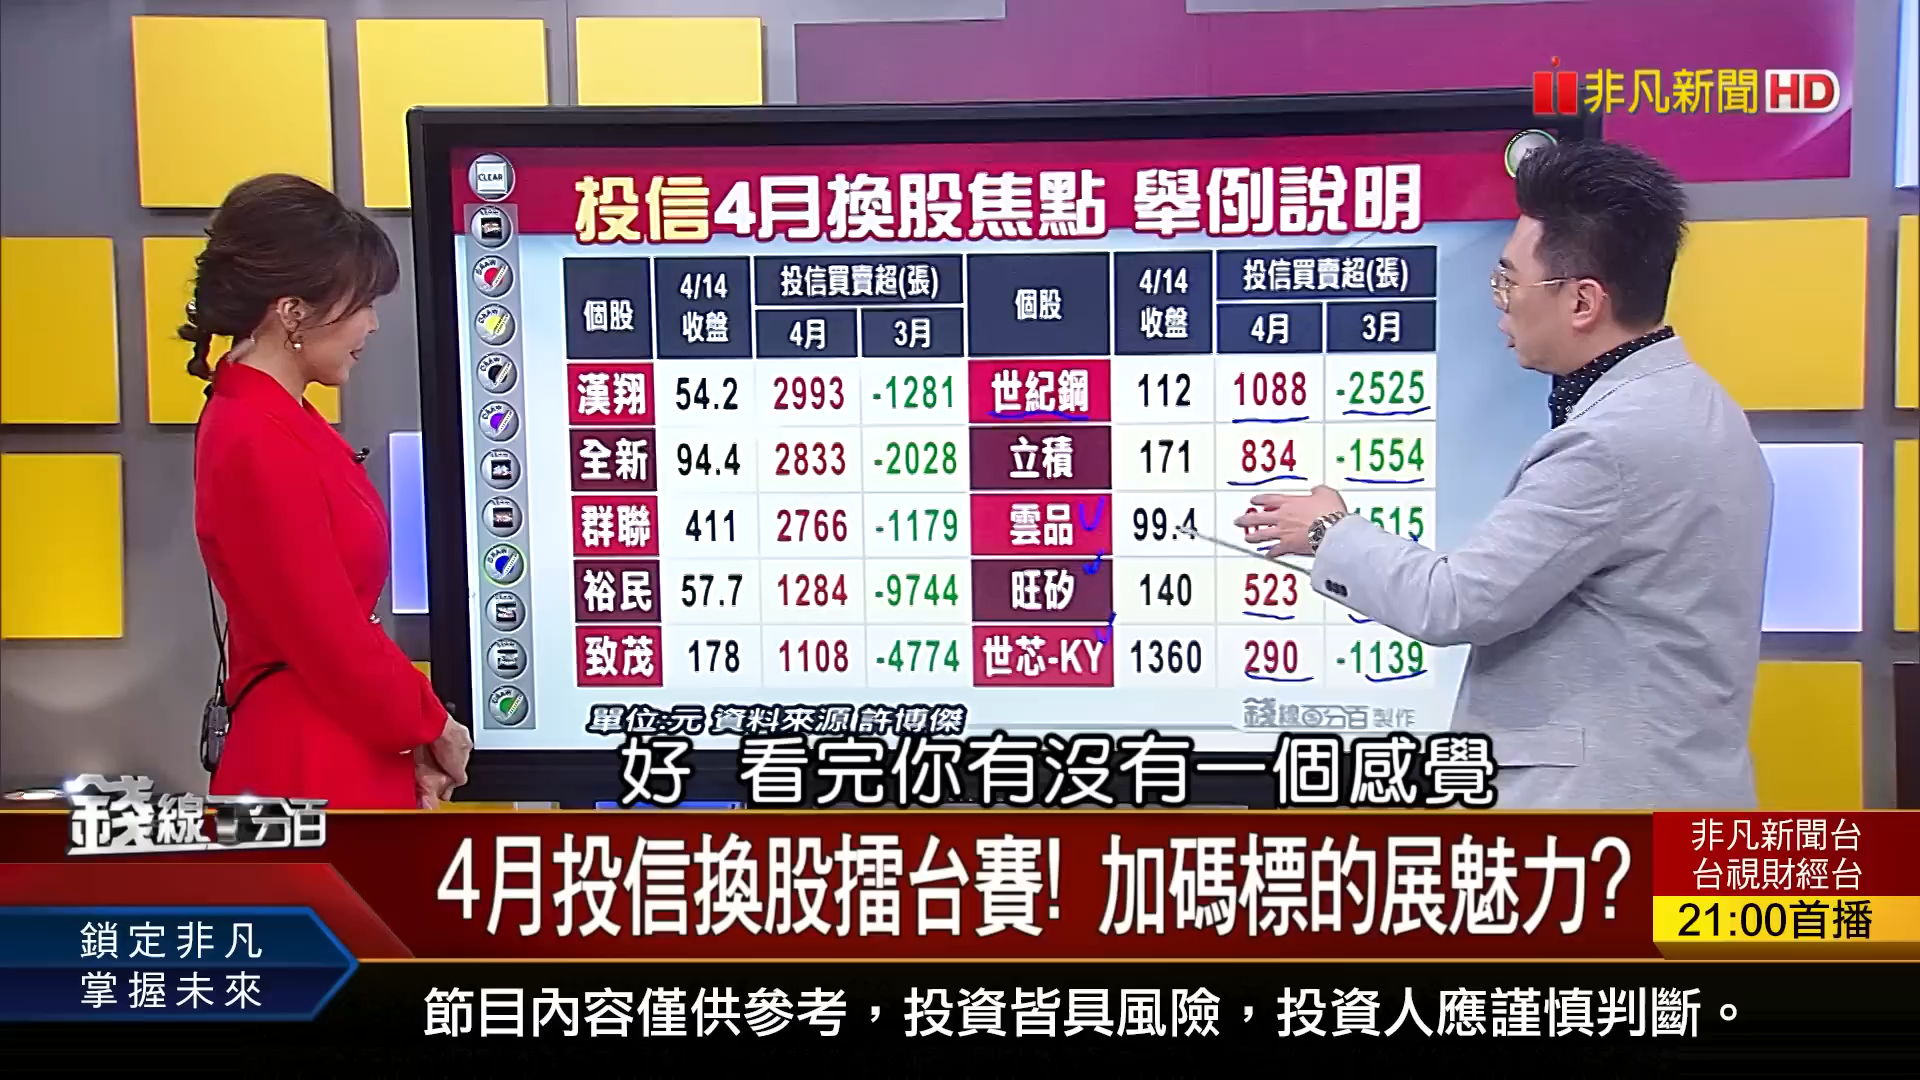 非凡新聞HD
CLEAR
投信4月換股焦點 舉例說明
個股 4/14收盤 投信買賣超(張) 4月 3月 個股 4/14收盤 投信買賣超(張) 4月 3月
漢翔 54.2 2993 -1281 世紀鋼 112 1088 -2525
全新 94.4 2833 -2028 立積 171 834 -1554
群聯 411 2766 -1179 雲品 99.4 1515
裕民 57.7 1284 -9744 旺矽 140 523
致茂 178 1108 -4774 世芯-KY 1360 290 -1139
單位:元 資料來源 許博傑
錢線百分百 製作
好 看完你有沒有一個感覺
錢線百分百
4月投信換股擂台賽! 加碼標的展魅力?
非凡新聞台
台視財經台
21:00首播
鎖定非凡
掌握未來
節目內容僅供參考，投資皆具風險，投資人應謹慎判斷。